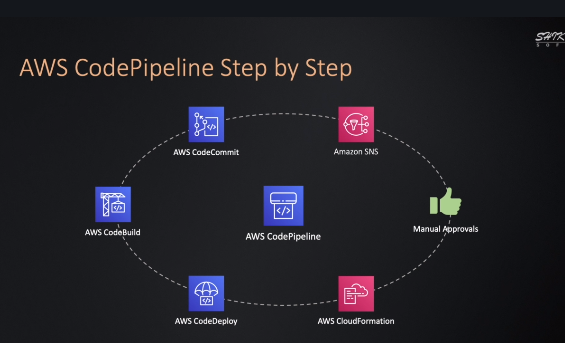 SHIK
SOF
AWS CodePipeline Step by Step
AWS CodeCommit
Amazon SNS
AWS CodeBuild
AWS CodePipeline
Manual Approvals
AWS CodeDeploy
AWS CloudFormation